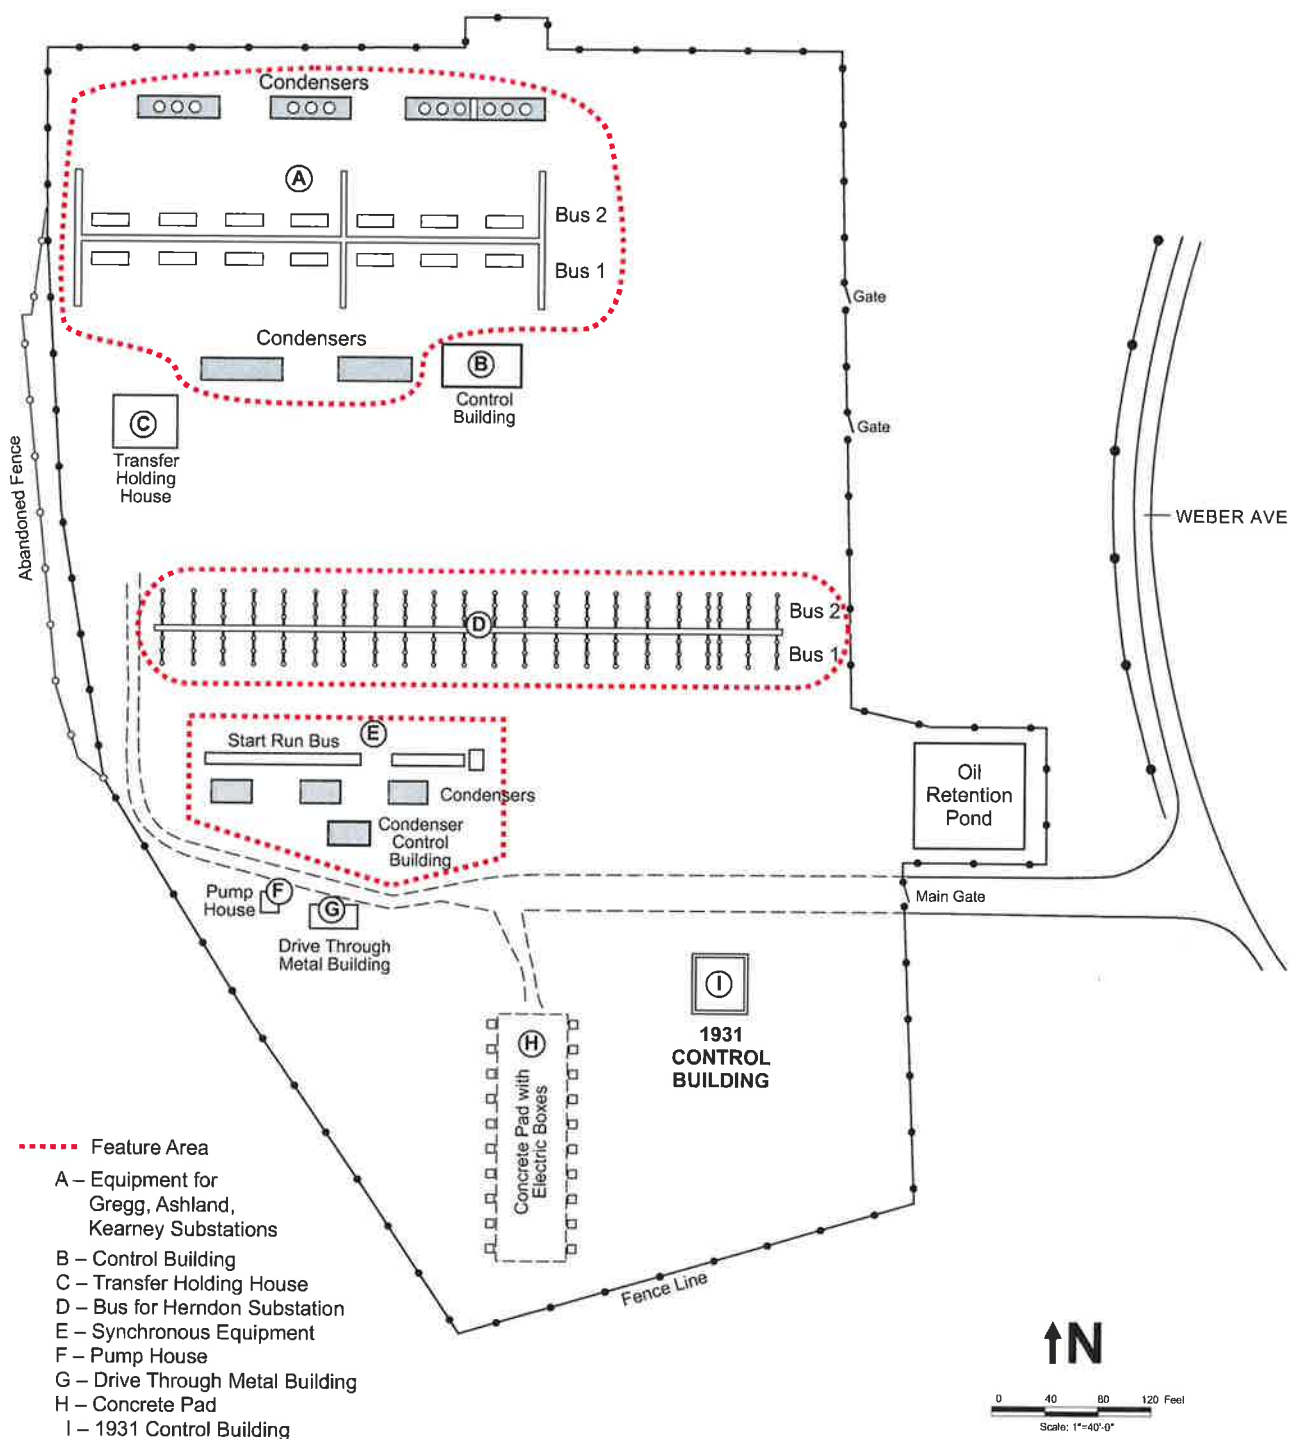 Condensers
A
Bus 2
Bus 1
Gate
Condensers
B
Control
Building
C
Gate
Transfer
Holding
House
Abandoned Fence
WEBER AVE
D
Bus 2
Bus 1
E
Start Run Bus
Condensers
Condenser
Control
Building
Oil
Retention
Pond
Pump
House
F
G
Main Gate
Drive Through
Metal Building
I
1931
CONTROL
BUILDING
H
Concrete Pad with
Electric Boxes
Fence Line
Feature Area
A – Equipment for
Gregg, Ashland,
Kearney Substations
B – Control Building
C – Transfer Holding House
D – Bus for Herndon Substation
E – Synchronous Equipment
F – Pump House
G – Drive Through Metal Building
H – Concrete Pad
I – 1931 Control Building
N
0 40 80 120 Feet
Scale: 1"=40'-0"